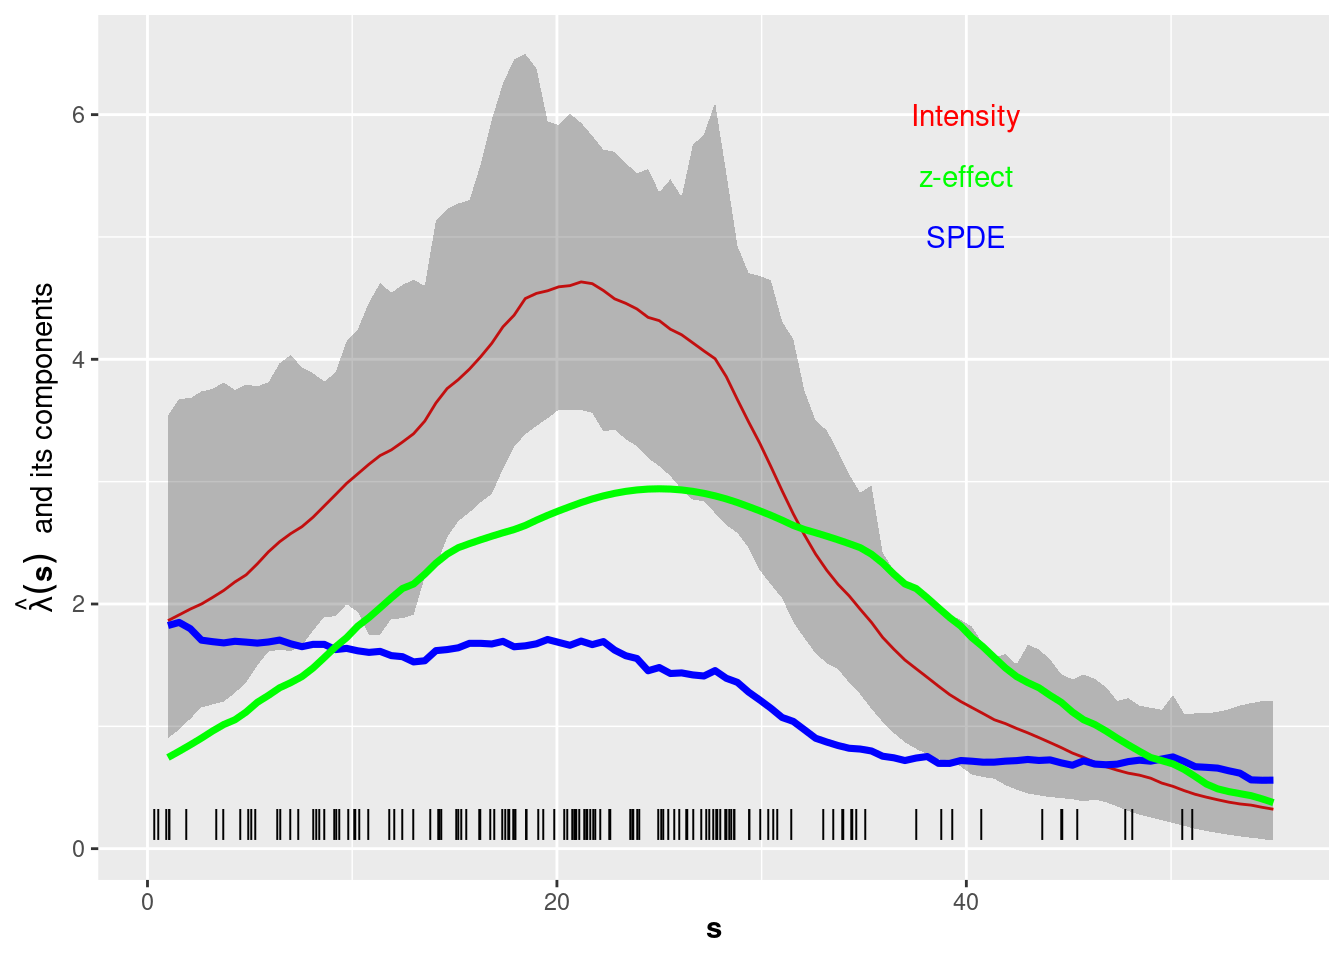 Intensity
z-effect
SPDE
6
4
2
0
λ̂(s) and its components
0 20 40
s